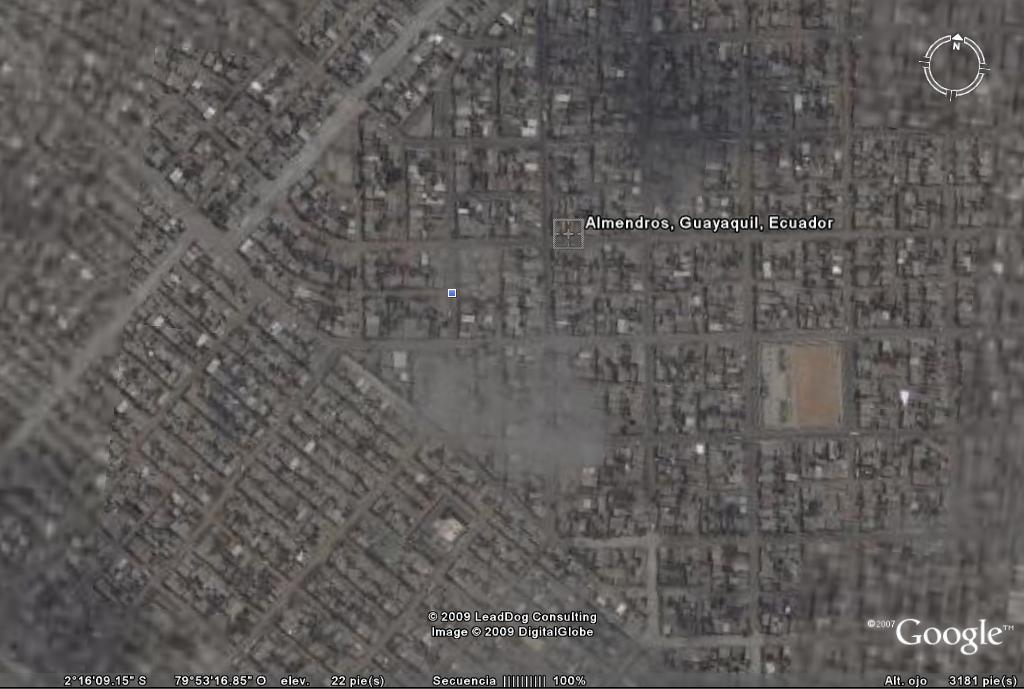 N
Almendros, Guayaquil, Ecuador
© 2009 LeadDog Consulting
Image © 2009 DigitalGlobe
©2007 Google™
2°16'09.15" S 79°53'16.85" O elev. 22 pie(s) Secuencia |||||||||| 100% Alt. ojo 3181 pie(s)